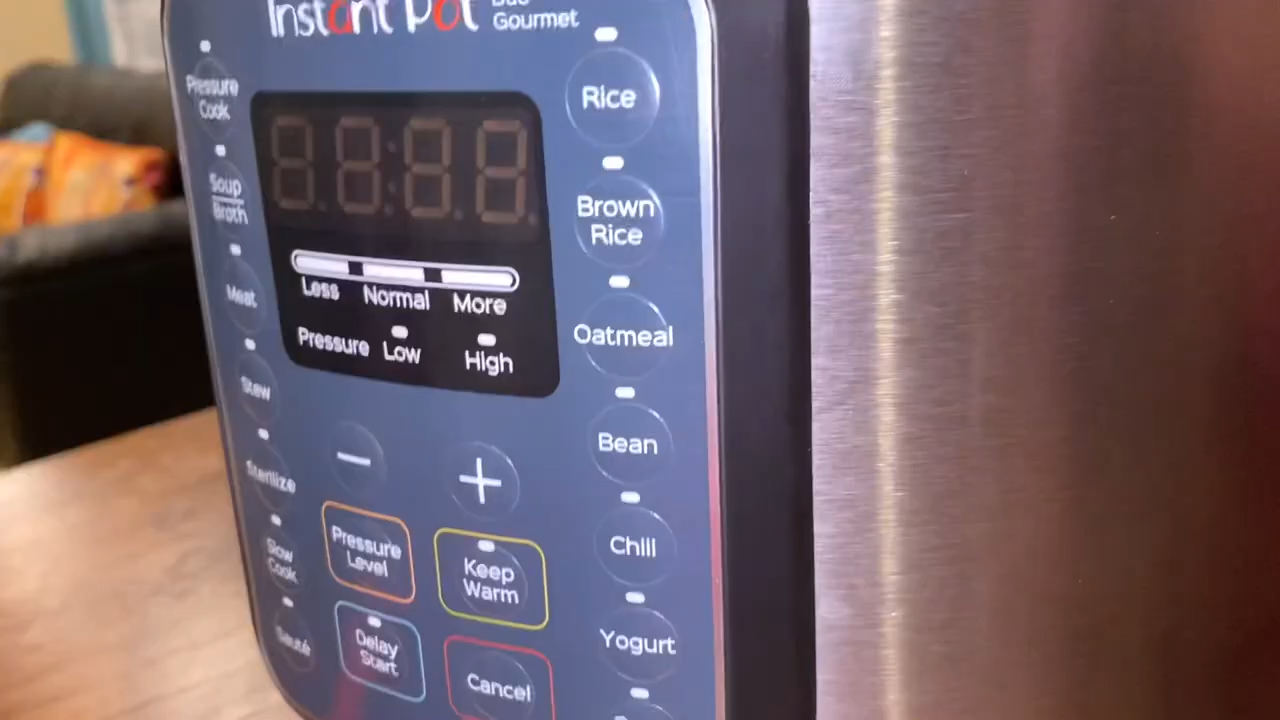 Instant Pot Duo
Gourmet
Pressure
Cook
Soup
Broth
Meat
Stew
Sterilize
Slow
Cook
Sauté
Less Normal More
Pressure Low High
Rice
Brown
Rice
Oatmeal
Bean
Chili
Yogurt
−
+
Pressure
Level
Keep
Warm
Delay
Start
Cancel